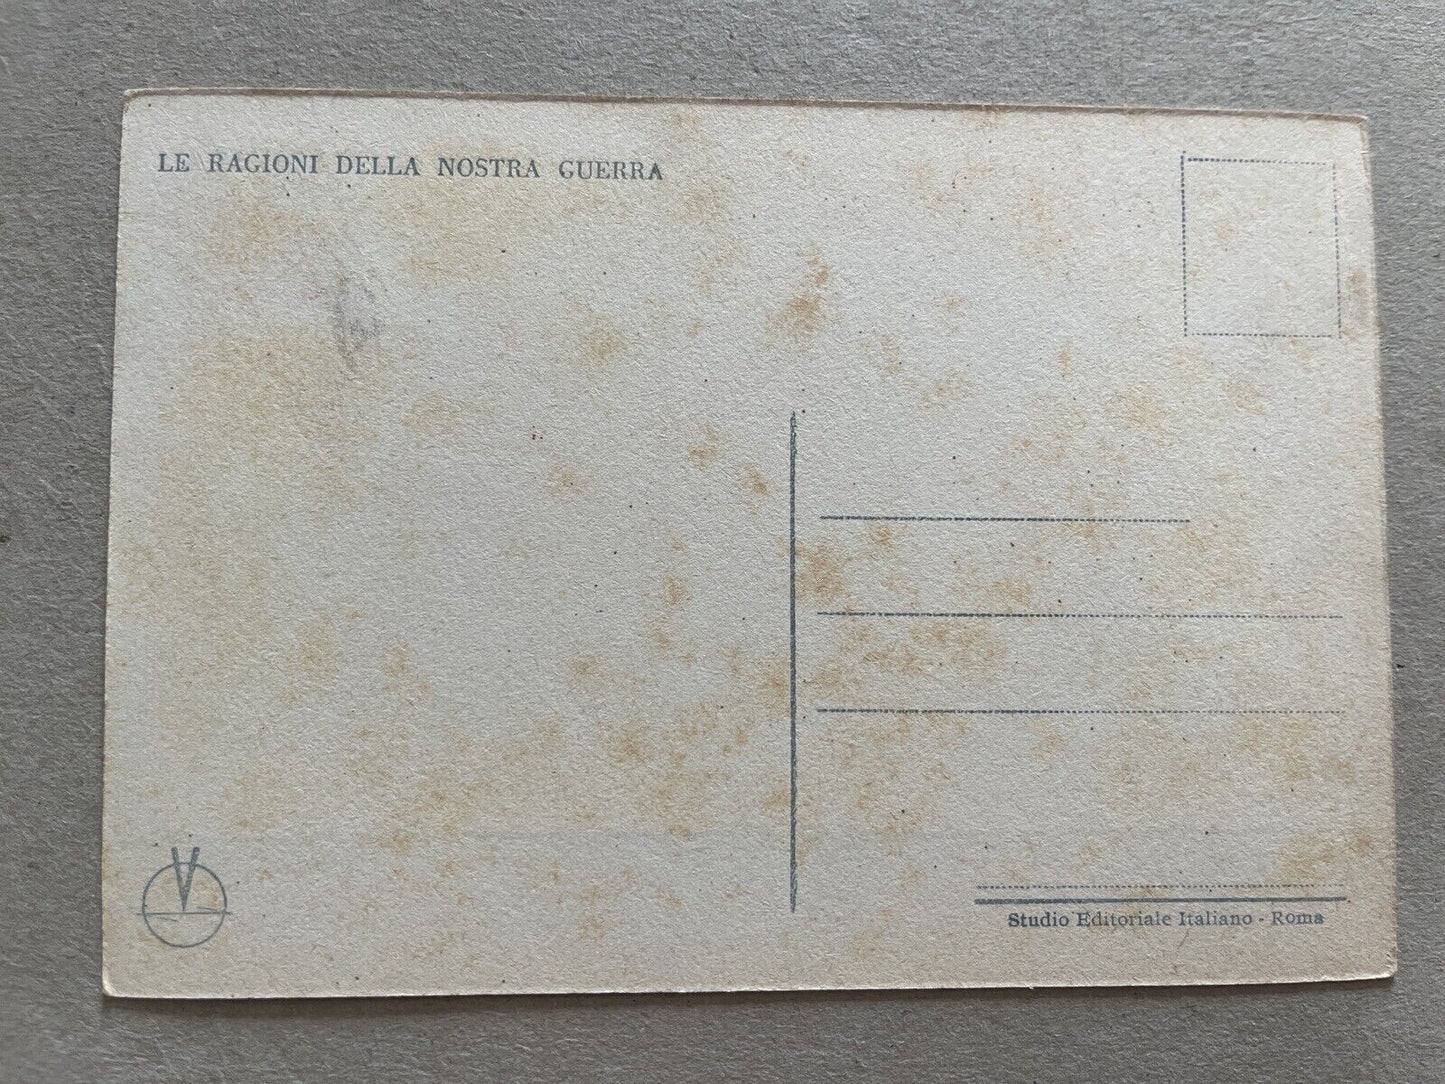 LE RAGIONI DELLA NOSTRA GUERRA
V
Studio Editoriale Italiano - Roma